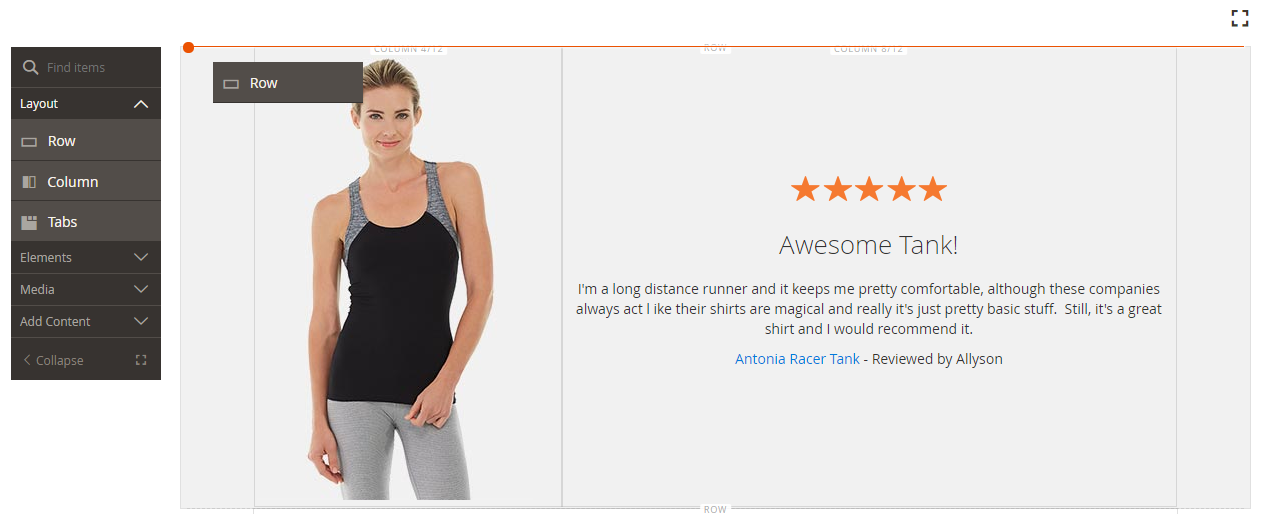 Find items
Layout
Row
Column
Tabs
Elements
Media
Add Content
Collapse
COLUMN 4/12
ROW
COLUMN 8/12
Row
Awesome Tank!
I'm a long distance runner and it keeps me pretty comfortable, although these companies
always act l ike their shirts are magical and really it's just pretty basic stuff.  Still, it's a great
shirt and I would recommend it.
Antonia Racer Tank - Reviewed by Allyson
ROW